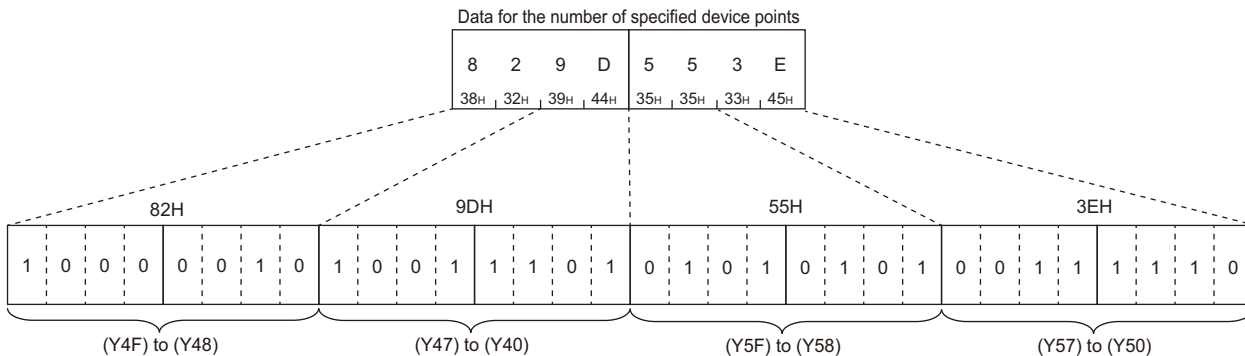 Data for the number of specified device points
8 2 9 D 5 5 3 E
38H 32H 39H 44H 35H 35H 33H 45H
82H 9DH 55H 3EH
1 0 0 0 0 0 1 0 1 0 0 1 1 1 0 1 0 1 0 1 0 1 0 1 0 0 1 1 1 1 1 0
(Y4F) to (Y48) (Y47) to (Y40) (Y5F) to (Y58) (Y57) to (Y50)